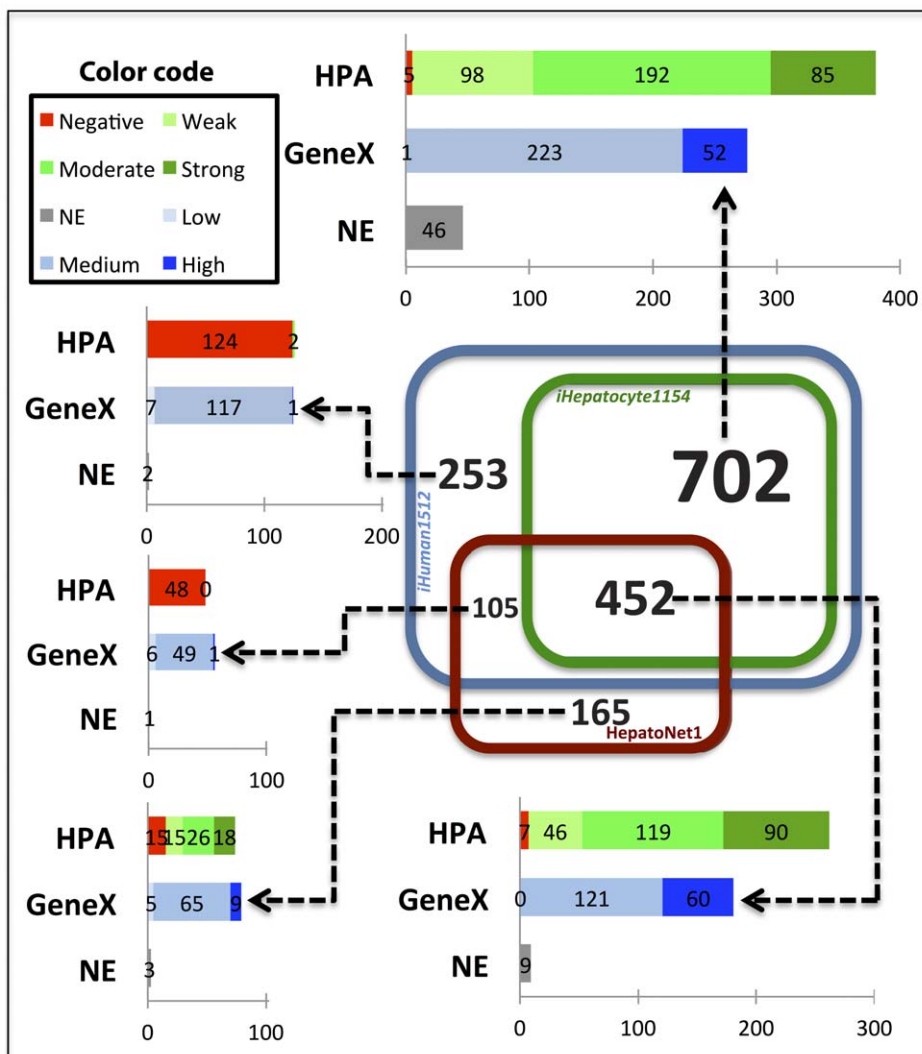 Color code
Negative Weak
Moderate Strong
NE Low
Medium High
HPA 5 98 192 85
GeneX 1 223 52
NE 46
0 100 200 300 400
HPA 124 2
GeneX 7 117 1
NE 2
0 100 200
iHuman1512
iHepatocyte1154
253
702
HPA 48 0
GeneX 6 49 1
NE 1
0 100
105
452
165
HepatoNet1
HPA 15 15 26 18
GeneX 5 65 9
NE 3
0 100
HPA 7 46 119 90
GeneX 0 121 60
NE 9
0 100 200 300